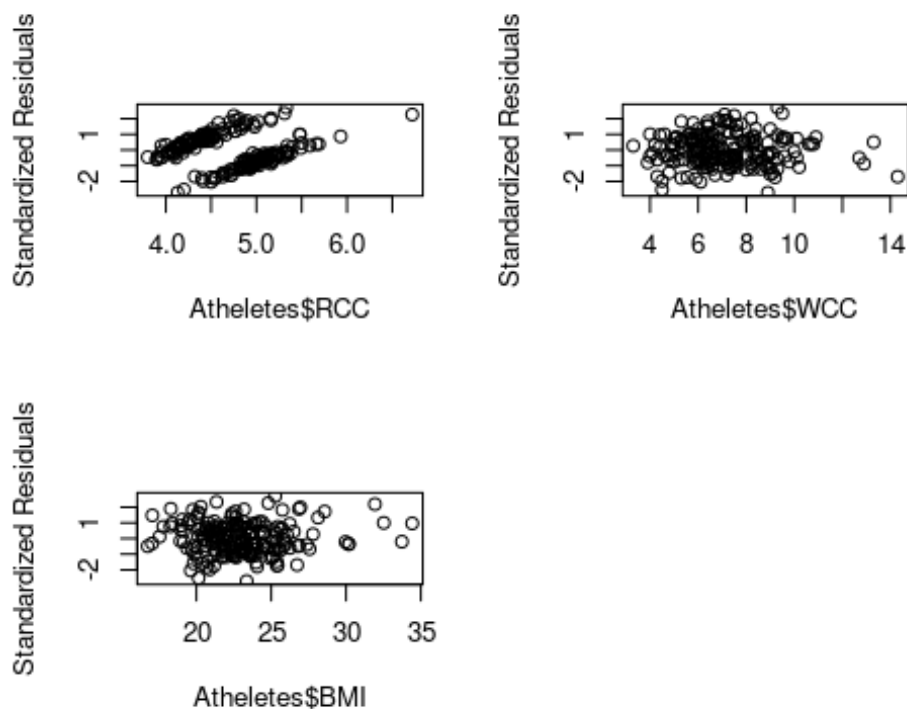 Standardized Residuals
1
-2
4.0 5.0 6.0
Atheletes$RCC
Standardized Residuals
1
-2
4 6 8 10 14
Atheletes$WCC
Standardized Residuals
1
-2
20 25 30 35
Atheletes$BMI